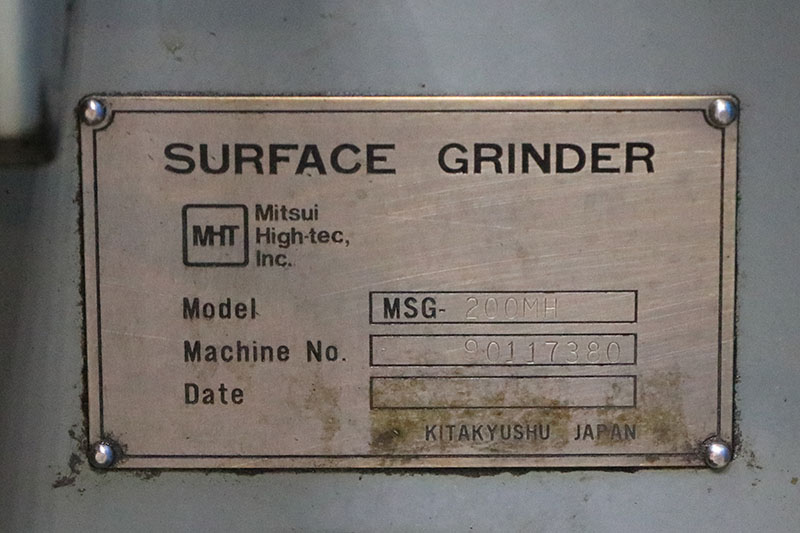 SURFACE GRINDER
MHT
Mitsui
High-tec,
Inc.
Model MSG- 200MH
Machine No. 90117380
Date
KITAKYUSHU JAPAN